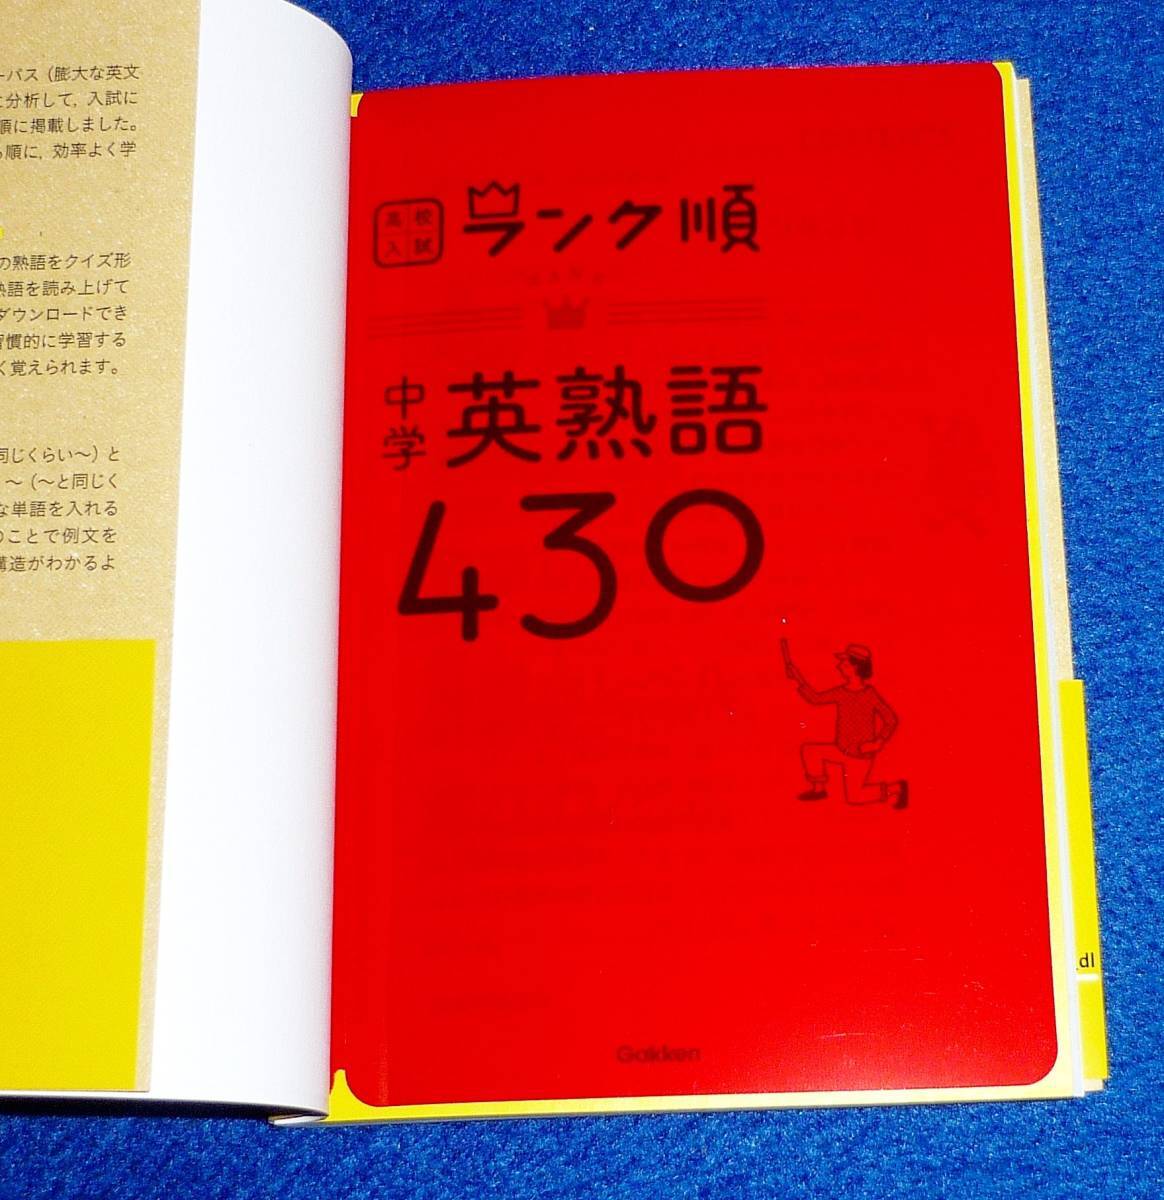 ーパス（膨大な英文
分析して，入試に
順に掲載しました。
順に，効率よく学
の熟語をクイズ形
熟語を読み上げて
ダウンロードでき
習慣的に学習する
く覚えられます。
同じくらい～）と
～（～と同じく
な単語を入れる
のことで例文を
構造がわかるよ
高校
入試
ランク順
中学
英熟語
430
Gakken
_dl